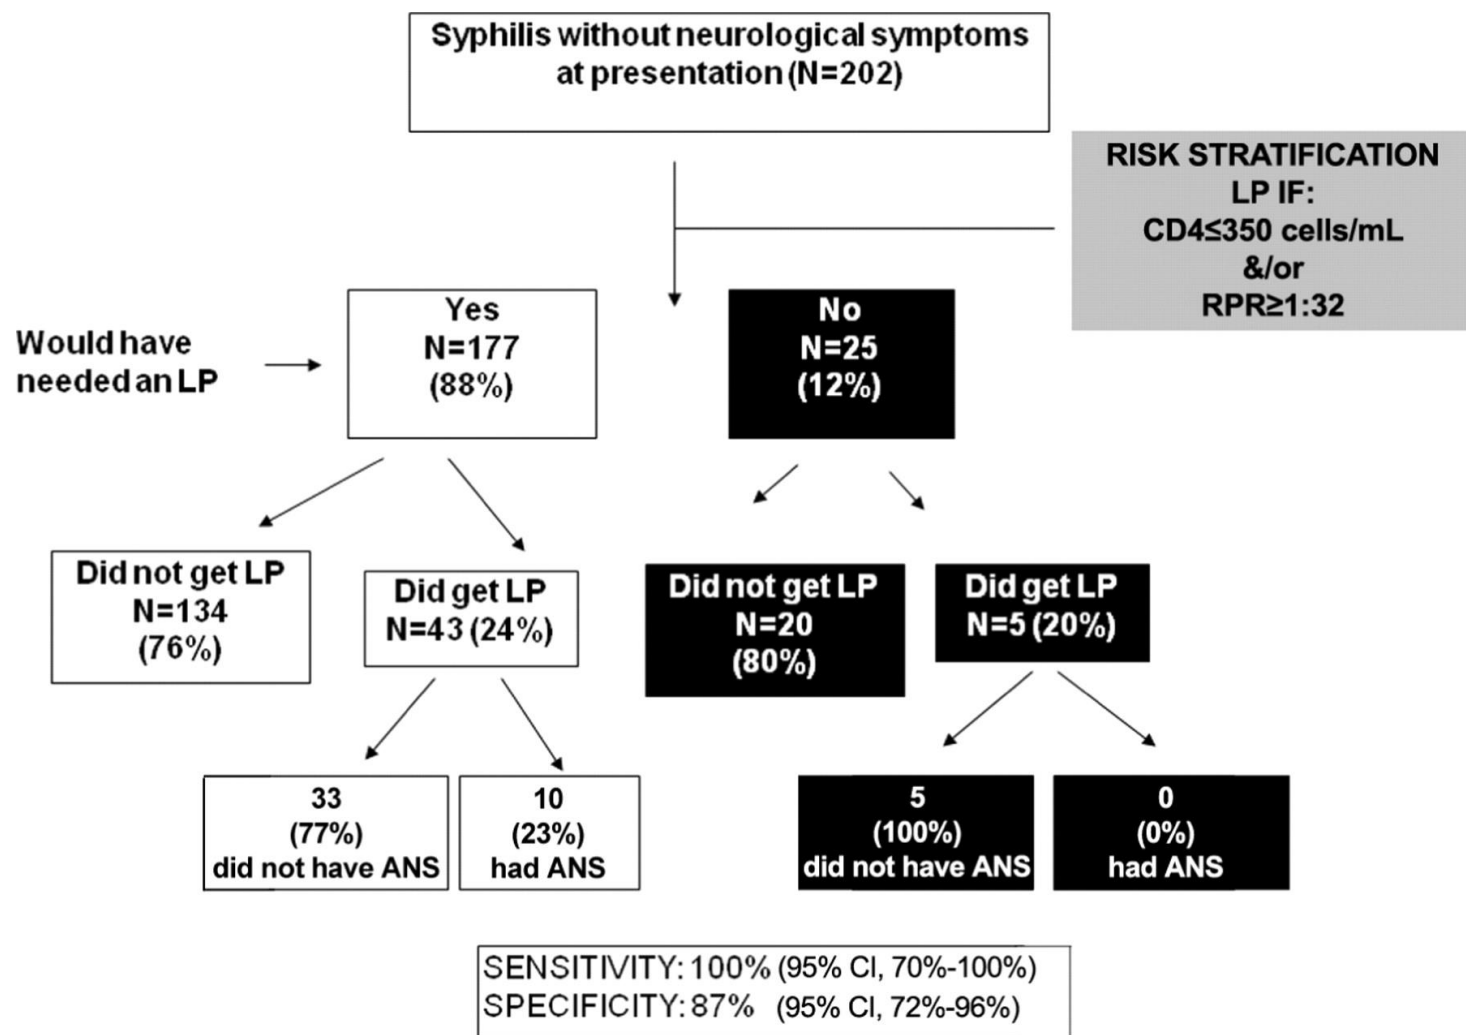 Syphilis without neurological symptoms
at presentation (N=202)
RISK STRATIFICATION
LP IF:
CD4≤350 cells/mL
&/or
RPR≥1:32
Would have
needed an LP
Yes
N=177
(88%)
No
N=25
(12%)
Did not get LP
N=134
(76%)
Did get LP
N=43 (24%)
Did not get LP
N=20
(80%)
Did get LP
N=5 (20%)
33
(77%)
did not have ANS
10
(23%)
had ANS
5
(100%)
did not have ANS
0
(0%)
had ANS
SENSITIVITY: 100% (95% CI, 70%-100%)
SPECIFICITY: 87% (95% CI, 72%-96%)